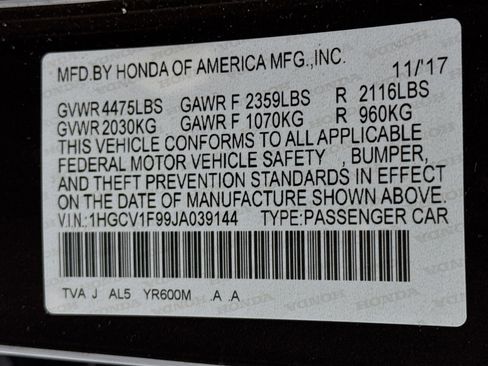 MFD.BY HONDA OF AMERICA MFG.,INC. 11/'17
GVWR 4475LBS GAWR F 2359LBS R 2116LBS
GVWR 2030KG GAWR F 1070KG R 960KG
THIS VEHICLE CONFORMS TO ALL APPLICABLE
FEDERAL MOTOR VEHICLE SAFETY , BUMPER,
AND THEFT PREVENTION STANDARDS IN EFFECT
ON THE DATE OF MANUFACTURE SHOWN ABOVE.
V.I.N.:1HGCV1F99JA039144 TYPE:PASSENGER CAR
TVA J AL5 YR600M .A .A